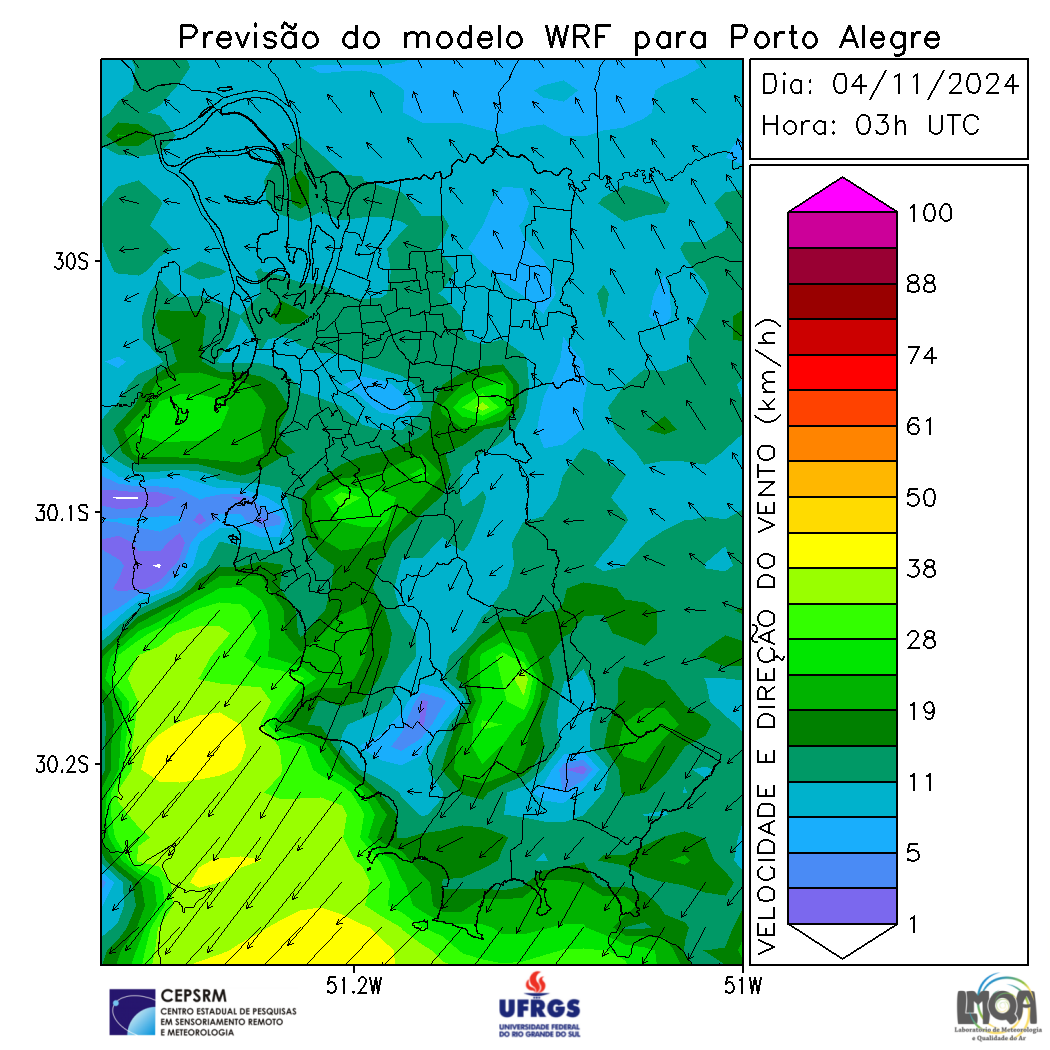 Previsão do modelo WRF para Porto Alegre
Dia: 04/11/2024
Hora: 03h UTC
30S
30.1S
30.2S
51.2W
51W
VELOCIDADE E DIREÇÃO DO VENTO (km/h)
100
88
74
61
50
38
28
19
11
5
1
CEPSRM
CENTRO ESTADUAL DE PESQUISAS
EM SENSORIAMENTO REMOTO
E METEOROLOGIA
UFRGS
UNIVERSIDADE FEDERAL
DO RIO GRANDE DO SUL
LMQA
Laboratório de Meteorologia
e Qualidade do Ar